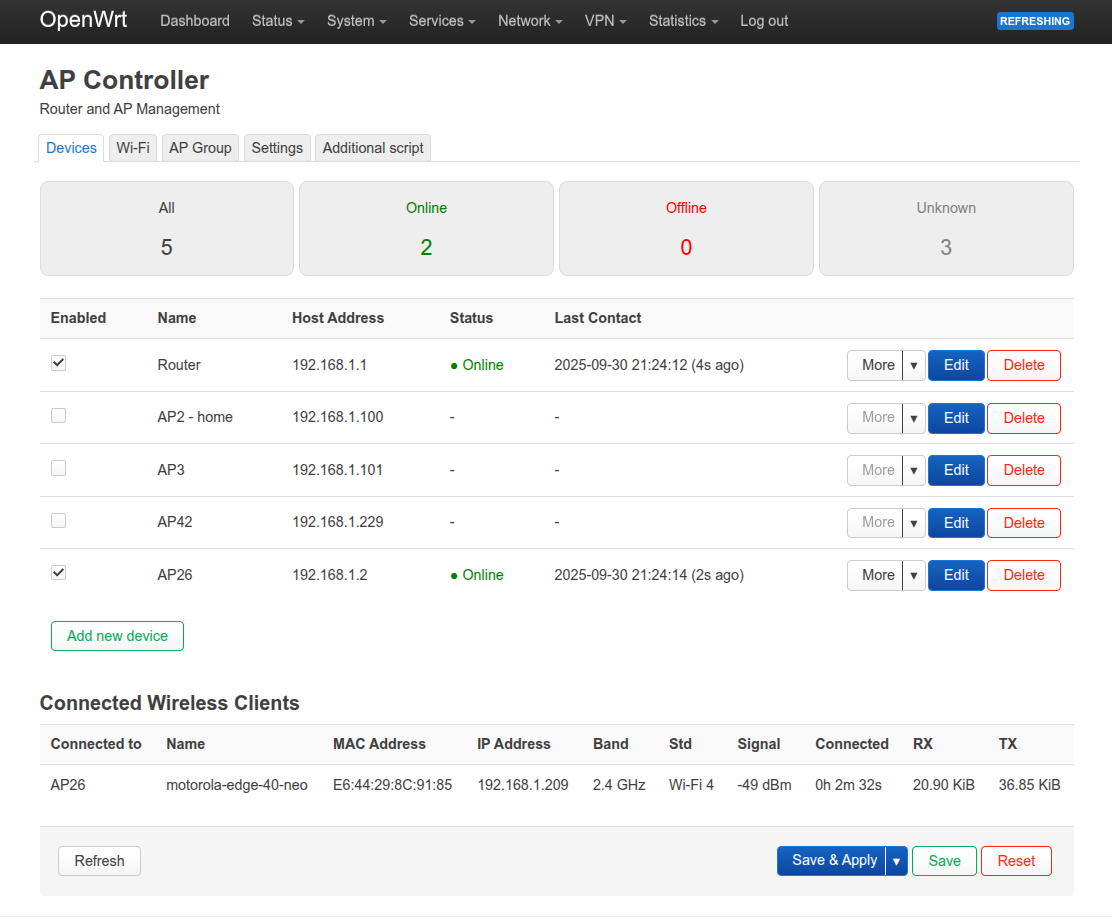 OpenWrt Dashboard Status System Services Network VPN Statistics Log out REFRESHING
AP Controller
Router and AP Management
Devices Wi-Fi AP Group Settings Additional script
All Online Offline Unknown
5 2 0 3
Enabled Name Host Address Status Last Contact
Router 192.168.1.1 ● Online 2025-09-30 21:24:12 (4s ago) More ▾ Edit Delete
AP2 - home 192.168.1.100 - - More ▾ Edit Delete
AP3 192.168.1.101 - - More ▾ Edit Delete
AP42 192.168.1.229 - - More ▾ Edit Delete
AP26 192.168.1.2 ● Online 2025-09-30 21:24:14 (2s ago) More ▾ Edit Delete
Add new device
Connected Wireless Clients
Connected to Name MAC Address IP Address Band Std Signal Connected RX TX
AP26 motorola-edge-40-neo E6:44:29:8C:91:85 192.168.1.209 2.4 GHz Wi-Fi 4 -49 dBm 0h 2m 32s 20.90 KiB 36.85 KiB
Refresh Save & Apply ▾ Save Reset